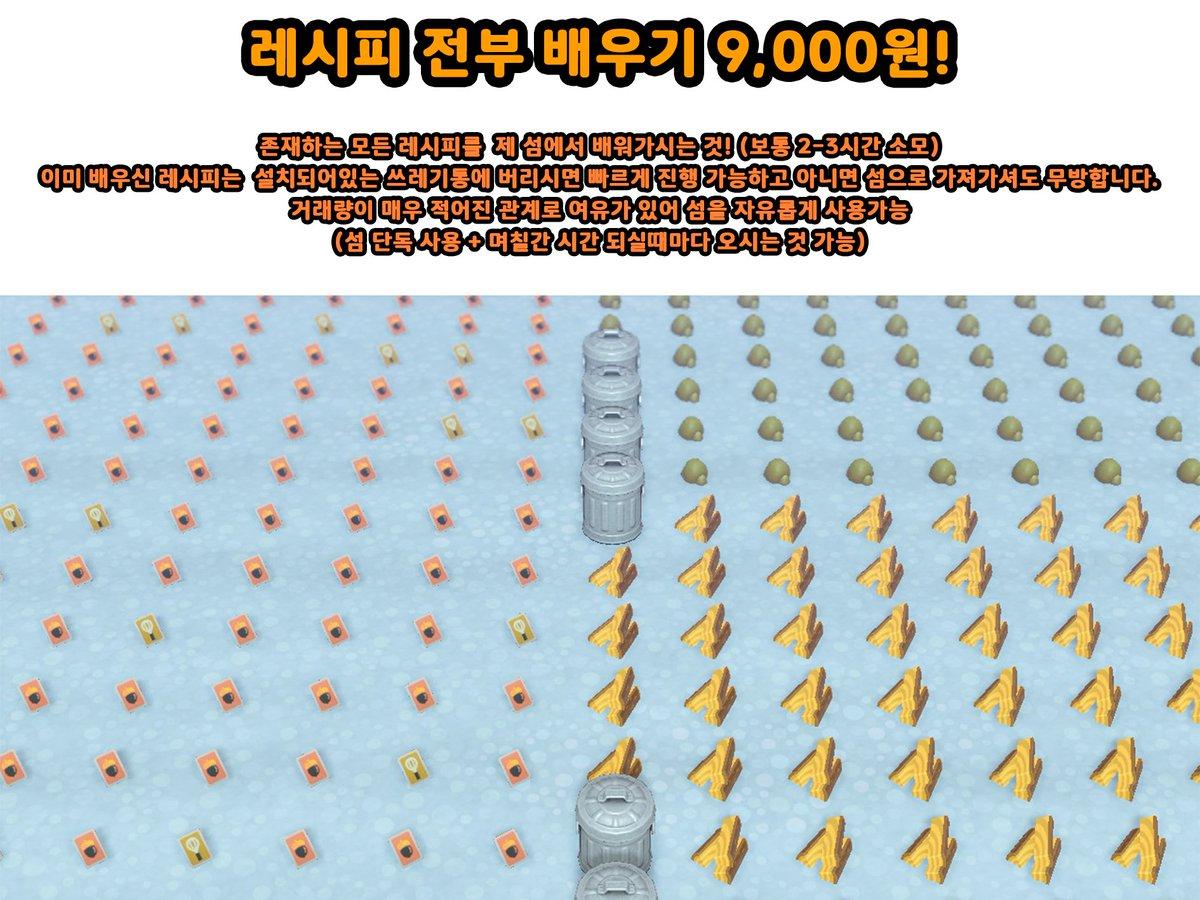 레시피 전부 배우기 9,000원!
존재하는 모든 레시피를 제 섬에서 배워가시는 것! (보통 2-3시간 소모)
이미 배우신 레시피는 설치되어있는 쓰레기통에 버리시면 빠르게 진행 가능하고 아니면 섬으로 가져가셔도 무방합니다.
거래량이 매우 적어진 관계로 여유가 있어 섬을 자유롭게 사용가능
(섬 단독 사용 + 며칠간 시간 되실때마다 오시는 것 가능)